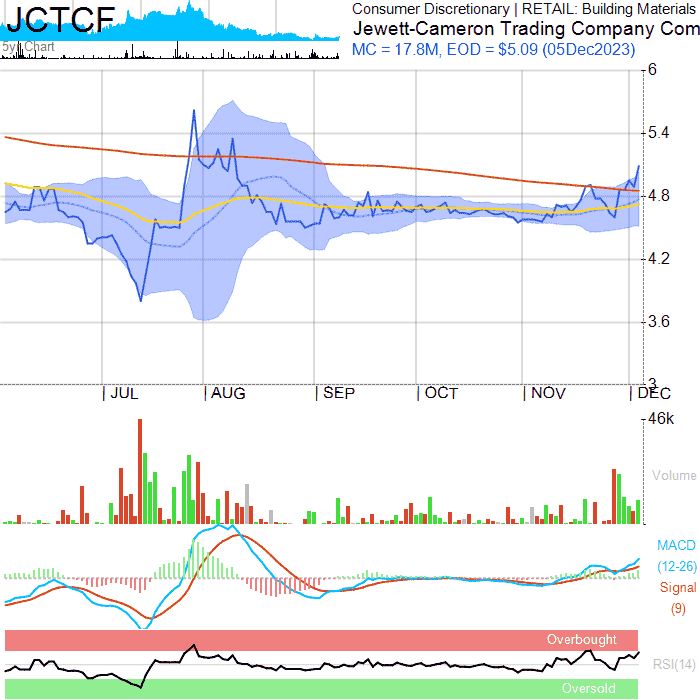 JCTCF
Consumer Discretionary | RETAIL: Building Materials
Jewett-Cameron Trading Company Com
MC = 17.8M, EOD = $5.09 (05Dec2023)
5yr Chart
6
5.4
4.8
4.2
3.6
3
JUL AUG SEP OCT NOV DEC
46k
Volume
MACD
(12-26)
Signal
(9)
Overbought
RSI(14)
Oversold